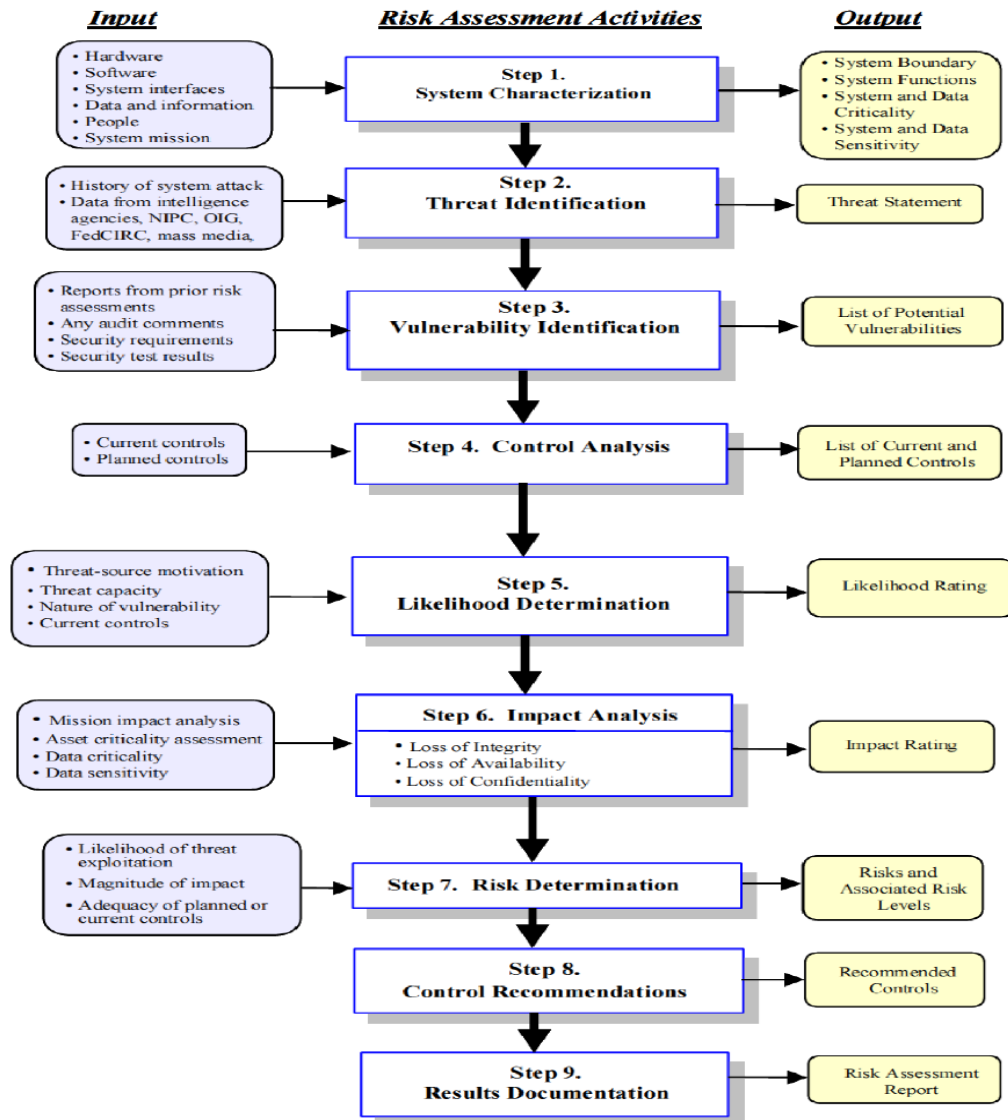 Input
Risk Assessment Activities
Output
• Hardware
• Software
• System interfaces
• Data and information
• People
• System mission
Step 1.
System Characterization
• System Boundary
• System Functions
• System and Data
Criticality
• System and Data
Sensitivity
• History of system attack
• Data from intelligence
agencies, NIPC, OIG,
FedCIRC, mass media,
Step 2.
Threat Identification
Threat Statement
• Reports from prior risk
assessments
• Any audit comments
• Security requirements
• Security test results
Step 3.
Vulnerability Identification
List of Potential
Vulnerabilities
• Current controls
• Planned controls
Step 4. Control Analysis
List of Current and
Planned Controls
• Threat-source motivation
• Threat capacity
• Nature of vulnerability
• Current controls
Step 5.
Likelihood Determination
Likelihood Rating
• Mission impact analysis
• Asset criticality assessment
• Data criticality
• Data sensitivity
Step 6. Impact Analysis
• Loss of Integrity
• Loss of Availability
• Loss of Confidentiality
Impact Rating
• Likelihood of threat
exploitation
• Magnitude of impact
• Adequacy of planned or
current controls
Step 7. Risk Determination
Risks and
Associated Risk
Levels
Step 8.
Control Recommendations
Recommended
Controls
Step 9.
Results Documentation
Risk Assessment
Report